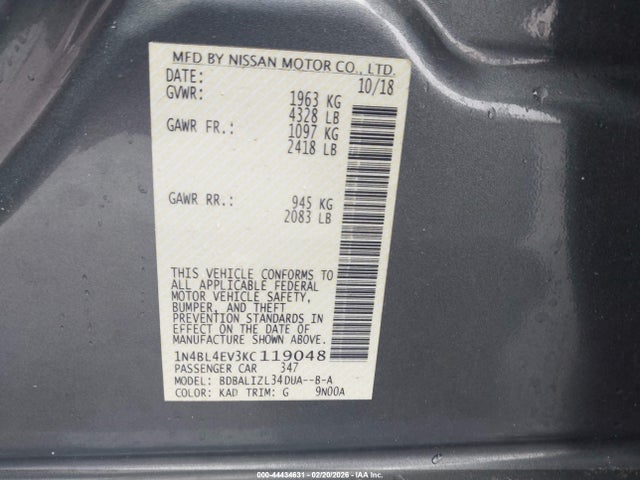 MFD BY NISSAN MOTOR CO., LTD.
DATE: 10/18
GVWR: 1963 KG
4328 LB
GAWR FR.: 1097 KG
2418 LB
GAWR RR.: 945 KG
2083 LB
THIS VEHICLE CONFORMS TO
ALL APPLICABLE FEDERAL
MOTOR VEHICLE SAFETY,
BUMPER, AND THEFT
PREVENTION STANDARDS IN
EFFECT ON THE DATE OF
MANUFACTURE SHOWN ABOVE.
1N4BL4EV3KC119048
PASSENGER CAR 347
MODEL: BDBALIZL34DUA--B-A
COLOR: KAD TRIM: G 9N00A
000-44434631 - 02/20/2026 - IAA Inc.